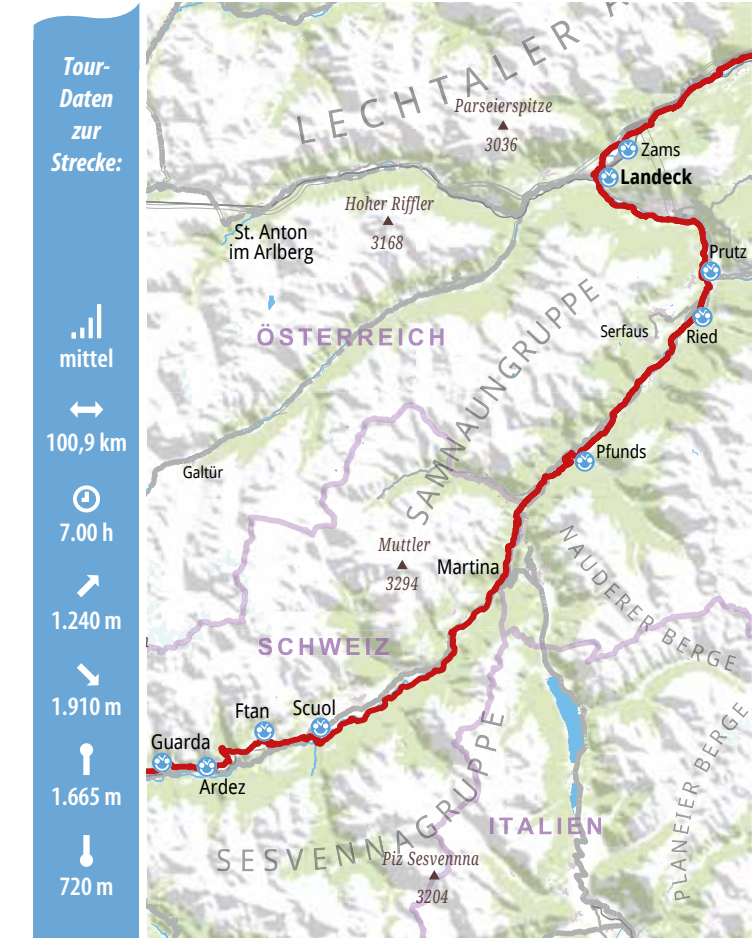 Tour-
Daten
zur
Strecke:
mittel
100,9 km
7.00 h
1.240 m
1.910 m
1.665 m
720 m
LECHTALER A
Parseierspitze
3036
Zams
Landeck
Hoher Riffler
3168
St. Anton
im Arlberg
Prutz
ÖSTERREICH
SAMNAUNGRUPPE
Serfaus
Ried
Galtür
Pfunds
Muttler
3294
Martina
NAUDERER BERGE
SCHWEIZ
Ftan
Scuol
Guarda
Ardez
SESVENNAGRUPPE
ITALIEN
PLANEIER BERGE
Piz Sesvennna
3204